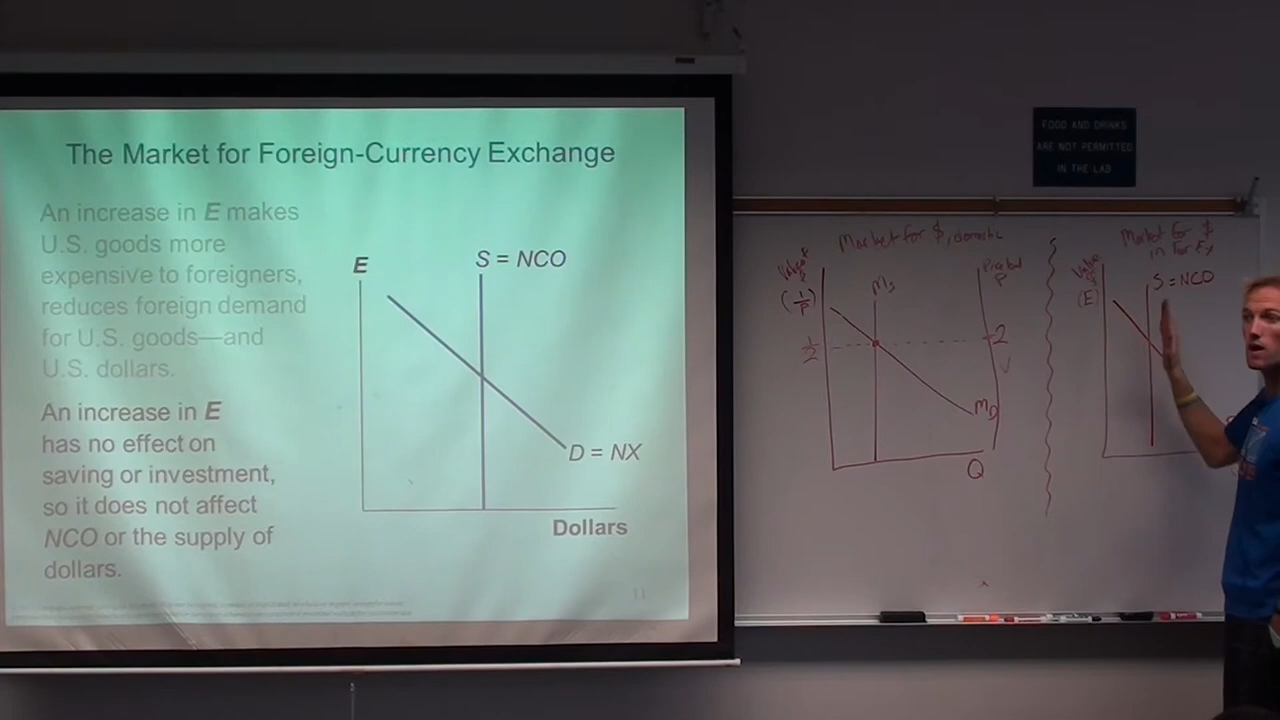 The Market for Foreign-Currency Exchange
An increase in E makes
U.S. goods more
expensive to foreigners,
reduces foreign demand
for U.S. goods—and
U.S. dollars.
An increase in E
has no effect on
saving or investment,
so it does not affect
NCO or the supply of
dollars.
E
S = NCO
D = NX
Dollars
11
FOOD AND DRINKS
ARE NOT PERMITTED
IN THE LAB
Market for $, domestic
(1/P)
Ms
P
1/2
2
MD
Q
Market for $
in For Ex
Value
(E)
S = NCO